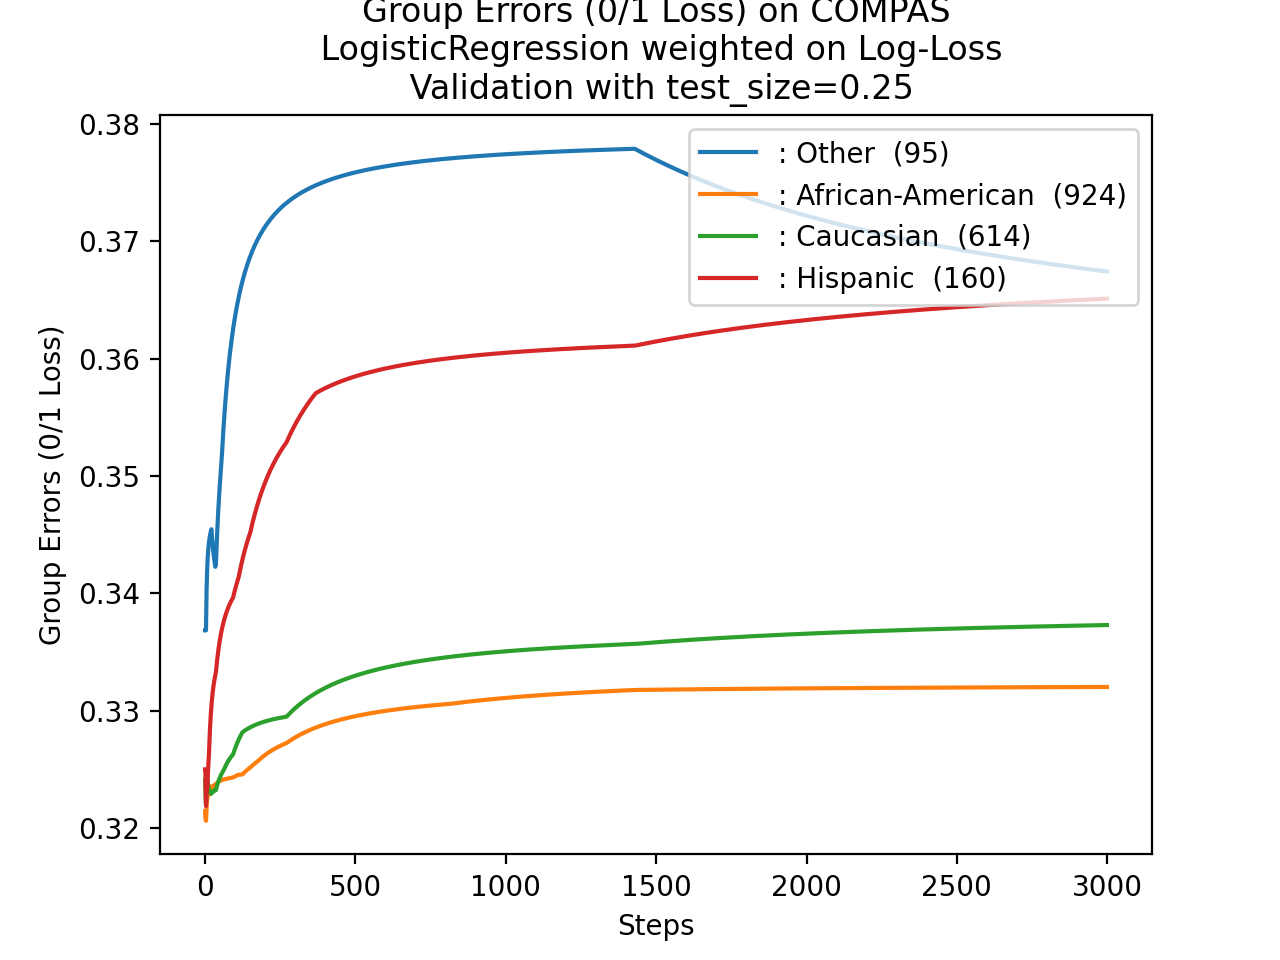 Group Errors (0/1 Loss) on COMPAS
LogisticRegression weighted on Log-Loss
Validation with test_size=0.25
0.38
0.37
0.36
0.35
0.34
0.33
0.32
Group Errors (0/1 Loss)
: Other (95)
: African-American (924)
: Caucasian (614)
: Hispanic (160)
0 500 1000 1500 2000 2500 3000
Steps